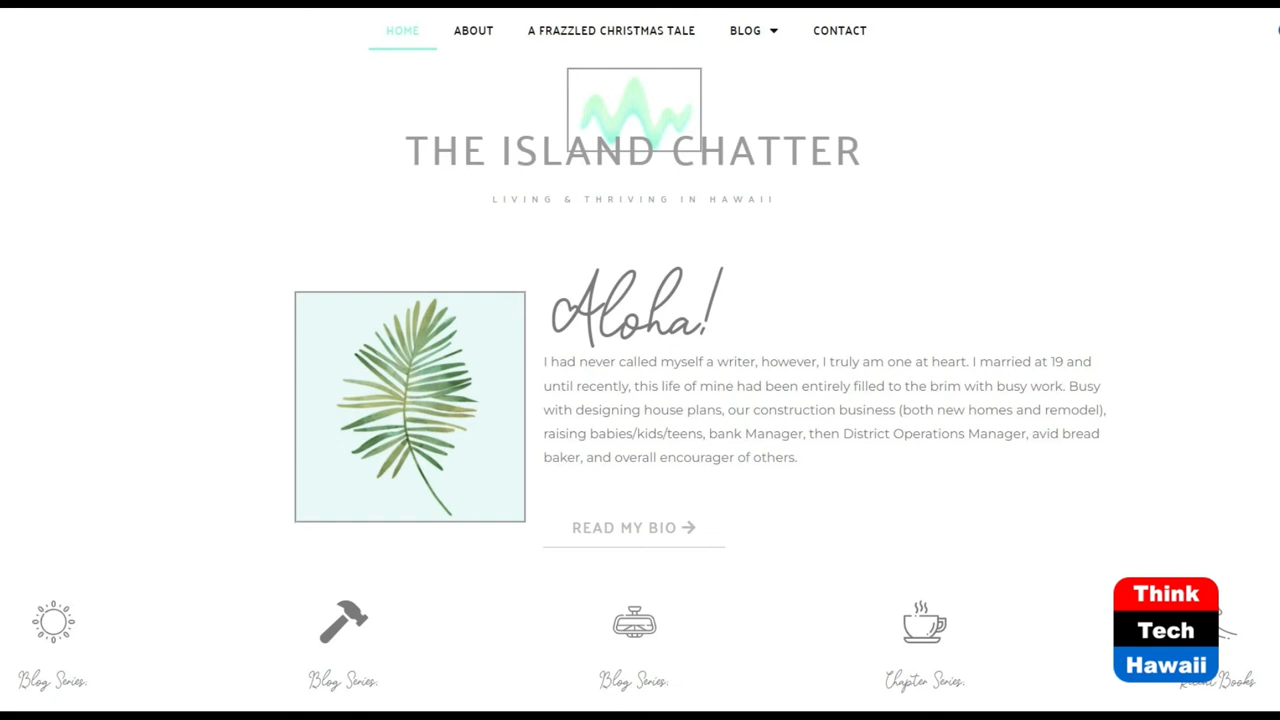 HOME ABOUT A FRAZZLED CHRISTMAS TALE BLOG CONTACT
THE ISLAND CHATTER
LIVING & THRIVING IN HAWAII
Aloha!
I had never called myself a writer, however, I truly am one at heart. I married at 19 and
until recently, this life of mine had been entirely filled to the brim with busy work. Busy
with designing house plans, our construction business (both new homes and remodel),
raising babies/kids/teens, bank Manager, then District Operations Manager, avid bread
baker, and overall encourager of others.
READ MY BIO
Think
Tech
Hawaii
Blog Series. Blog Series. Blog Series. Chapter Series. Books